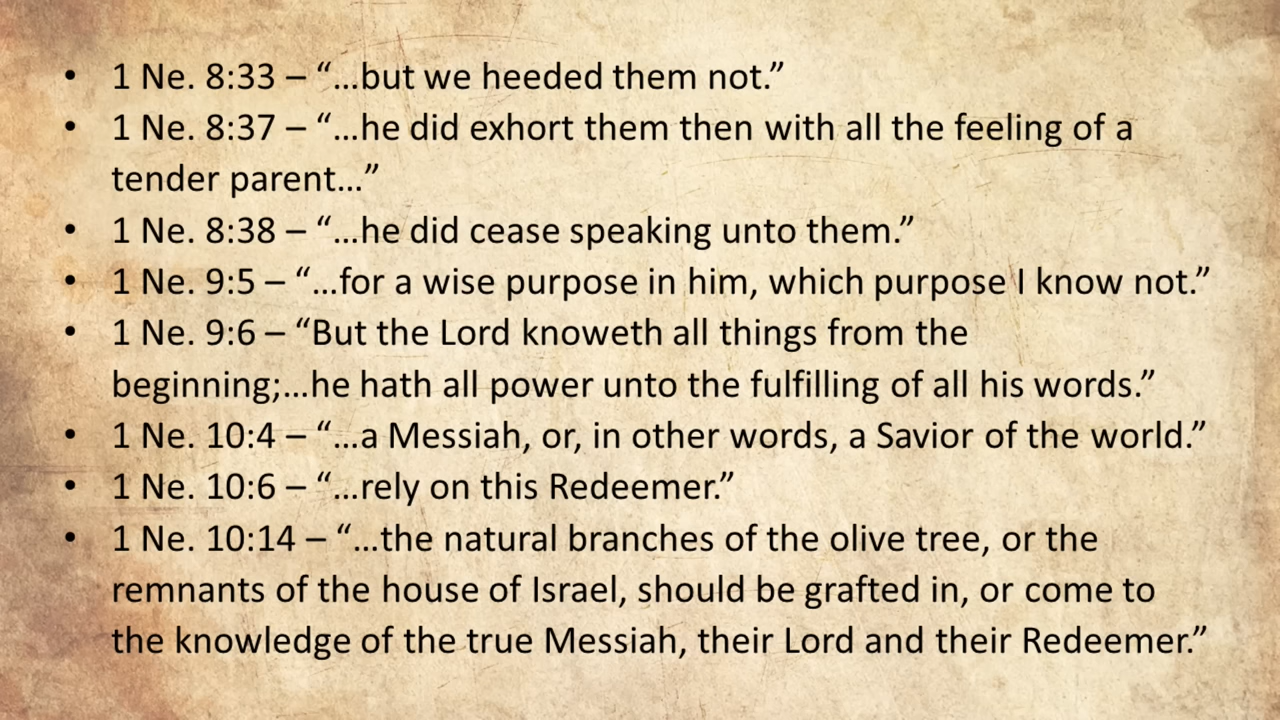 • 1 Ne. 8:33 – “…but we heeded them not.”
• 1 Ne. 8:37 – “…he did exhort them then with all the feeling of a
tender parent…”
• 1 Ne. 8:38 – “…he did cease speaking unto them.”
• 1 Ne. 9:5 – “…for a wise purpose in him, which purpose I know not.”
• 1 Ne. 9:6 – “But the Lord knoweth all things from the
beginning;…he hath all power unto the fulfilling of all his words.”
• 1 Ne. 10:4 – “…a Messiah, or, in other words, a Savior of the world.”
• 1 Ne. 10:6 – “…rely on this Redeemer.”
• 1 Ne. 10:14 – “…the natural branches of the olive tree, or the
remnants of the house of Israel, should be grafted in, or come to
the knowledge of the true Messiah, their Lord and their Redeemer.”